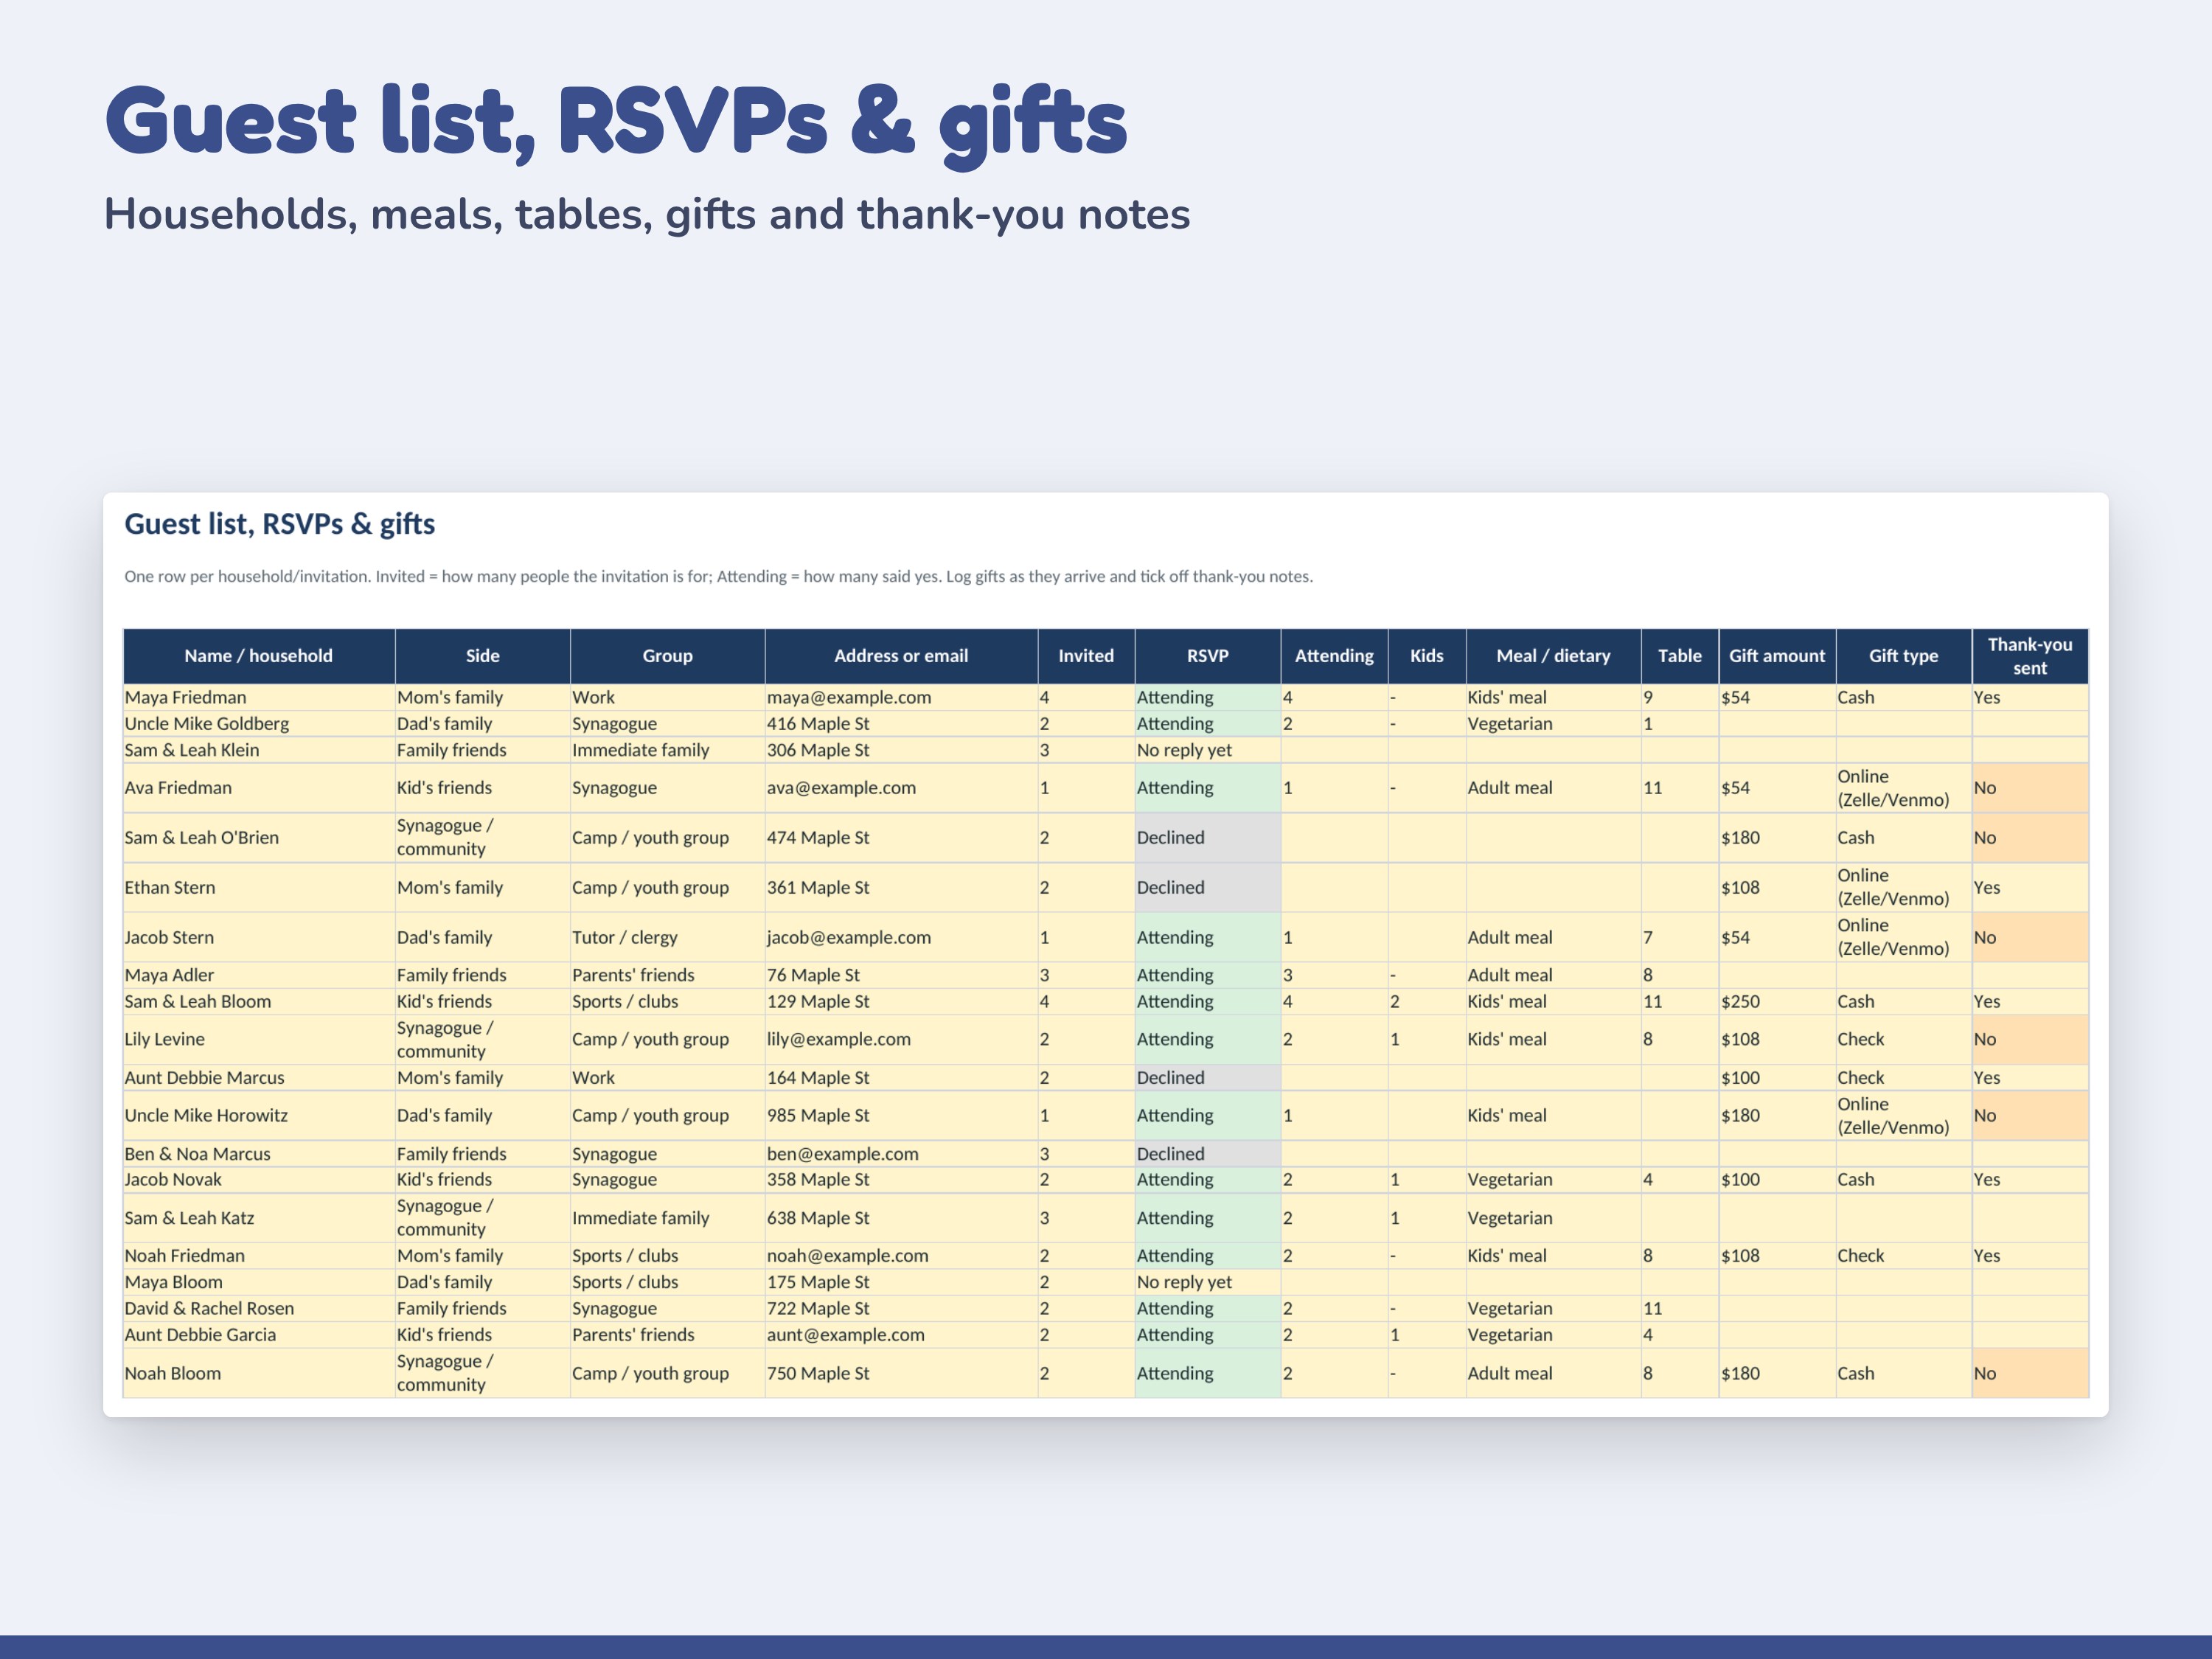 Guest list, RSVPs & gifts
Households, meals, tables, gifts and thank-you notes
Guest list, RSVPs & gifts
One row per household/invitation. Invited = how many people the invitation is for; Attending = how many said yes. Log gifts as they arrive and tick off thank-you notes.
Name / household Side Group Address or email Invited RSVP Attending Kids Meal / dietary Table Gift amount Gift type Thank-you sent
Maya Friedman Mom's family Work maya@example.com 4 Attending 4 - Kids' meal 9 $54 Cash Yes
Uncle Mike Goldberg Dad's family Synagogue 416 Maple St 2 Attending 2 - Vegetarian 1
Sam & Leah Klein Family friends Immediate family 306 Maple St 3 No reply yet
Ava Friedman Kid's friends Synagogue ava@example.com 1 Attending 1 - Adult meal 11 $54 Online (Zelle/Venmo) No
Sam & Leah O'Brien Synagogue / community Camp / youth group 474 Maple St 2 Declined $180 Cash No
Ethan Stern Mom's family Camp / youth group 361 Maple St 2 Declined $108 Online (Zelle/Venmo) Yes
Jacob Stern Dad's family Tutor / clergy jacob@example.com 1 Attending 1 Adult meal 7 $54 Online (Zelle/Venmo) No
Maya Adler Family friends Parents' friends 76 Maple St 3 Attending 3 - Adult meal 8
Sam & Leah Bloom Kid's friends Sports / clubs 129 Maple St 4 Attending 4 2 Kids' meal 11 $250 Cash Yes
Lily Levine Synagogue / community Camp / youth group lily@example.com 2 Attending 2 1 Kids' meal 8 $108 Check No
Aunt Debbie Marcus Mom's family Work 164 Maple St 2 Declined $100 Check Yes
Uncle Mike Horowitz Dad's family Camp / youth group 985 Maple St 1 Attending 1 Kids' meal $180 Online (Zelle/Venmo) No
Ben & Noa Marcus Family friends Synagogue ben@example.com 3 Declined
Jacob Novak Kid's friends Synagogue 358 Maple St 2 Attending 2 1 Vegetarian 4 $100 Cash Yes
Sam & Leah Katz Synagogue / community Immediate family 638 Maple St 3 Attending 2 1 Vegetarian
Noah Friedman Mom's family Sports / clubs noah@example.com 2 Attending 2 - Kids' meal 8 $108 Check Yes
Maya Bloom Dad's family Sports / clubs 175 Maple St 2 No reply yet
David & Rachel Rosen Family friends Synagogue 722 Maple St 2 Attending 2 - Vegetarian 11
Aunt Debbie Garcia Kid's friends Parents' friends aunt@example.com 2 Attending 2 1 Vegetarian 4
Noah Bloom Synagogue / community Camp / youth group 750 Maple St 2 Attending 2 - Adult meal 8 $180 Cash No